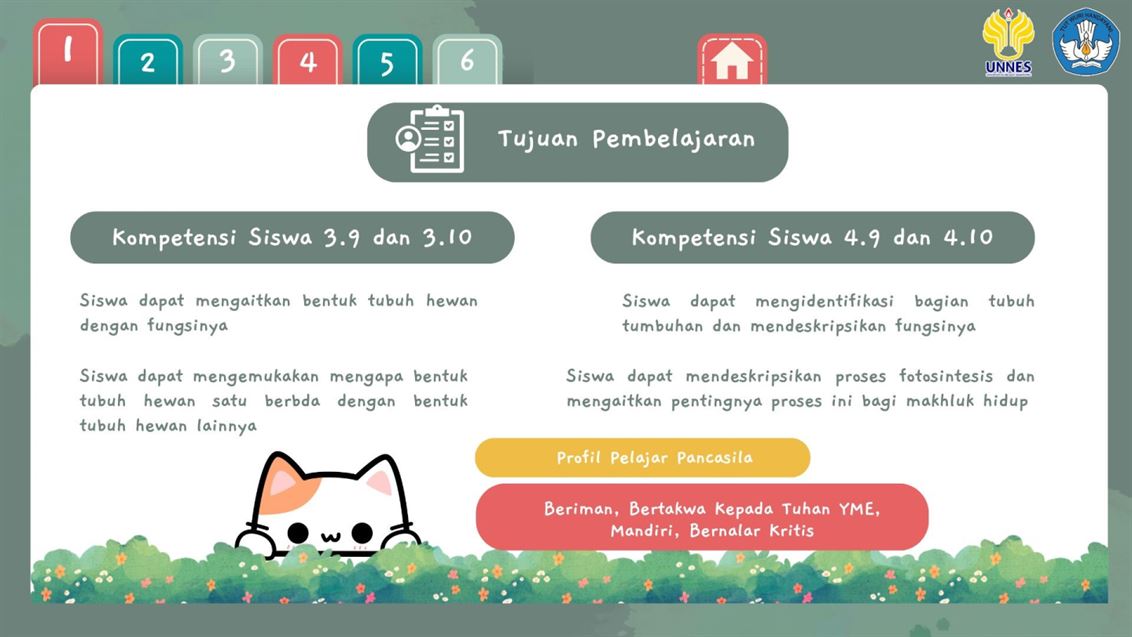 1
2
3
4
5
6
UNNES
TUT WURI HANDAYANI
Tujuan Pembelajaran
Kompetensi Siswa 3.9 dan 3.10
Siswa dapat mengaitkan bentuk tubuh hewan
dengan fungsinya
Siswa dapat mengemukakan mengapa bentuk
tubuh hewan satu berbda dengan bentuk
tubuh hewan lainnya
Kompetensi Siswa 4.9 dan 4.10
Siswa dapat mengidentifikasi bagian tubuh
tumbuhan dan mendeskripsikan fungsinya
Siswa dapat mendeskripsikan proses fotosintesis dan
mengaitkan pentingnya proses ini bagi makhluk hidup
Profil Pelajar Pancasila
Beriman, Bertakwa Kepada Tuhan YME,
Mandiri, Bernalar Kritis